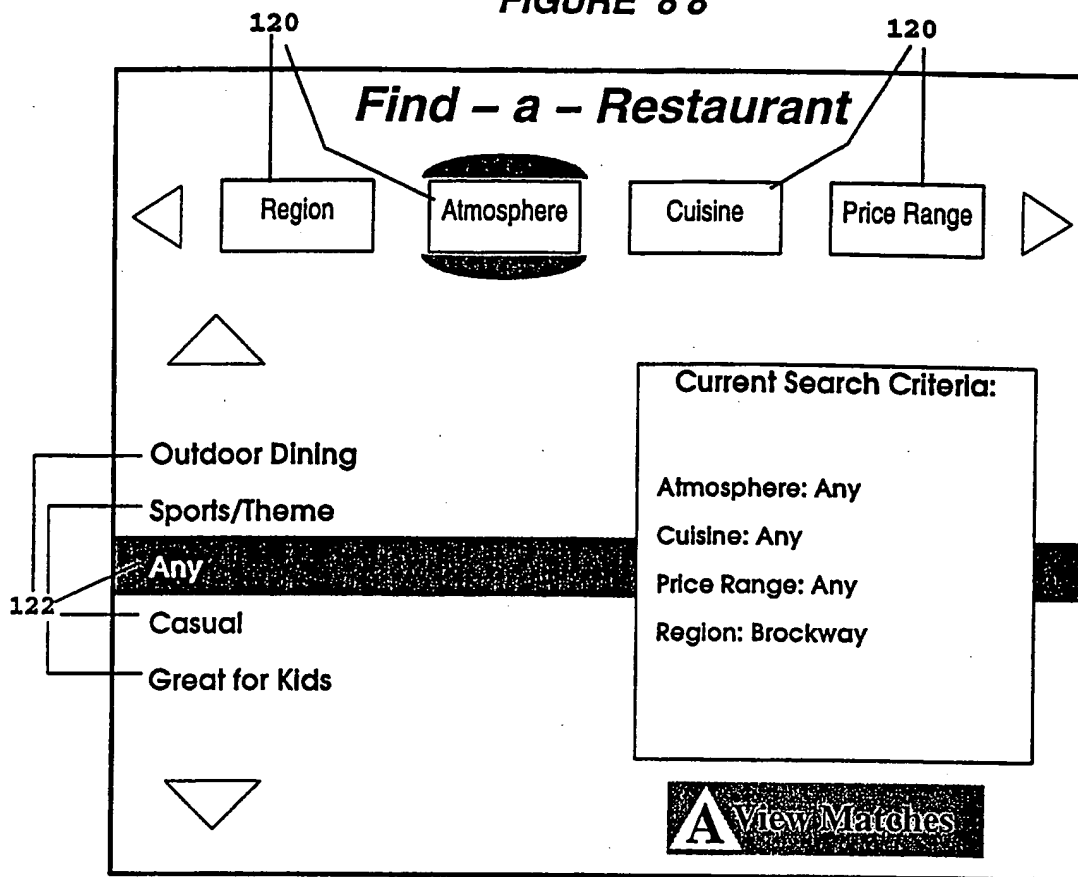 FIGURE 8 8
120 120
Find – a – Restaurant
Region Atmosphere Cuisine Price Range
Current Search Criteria:
Outdoor Dining
Sports/Theme
Any
Casual
Great for Kids
122
Atmosphere: Any
Cuisine: Any
Price Range: Any
Region: Brockway
A View Matches